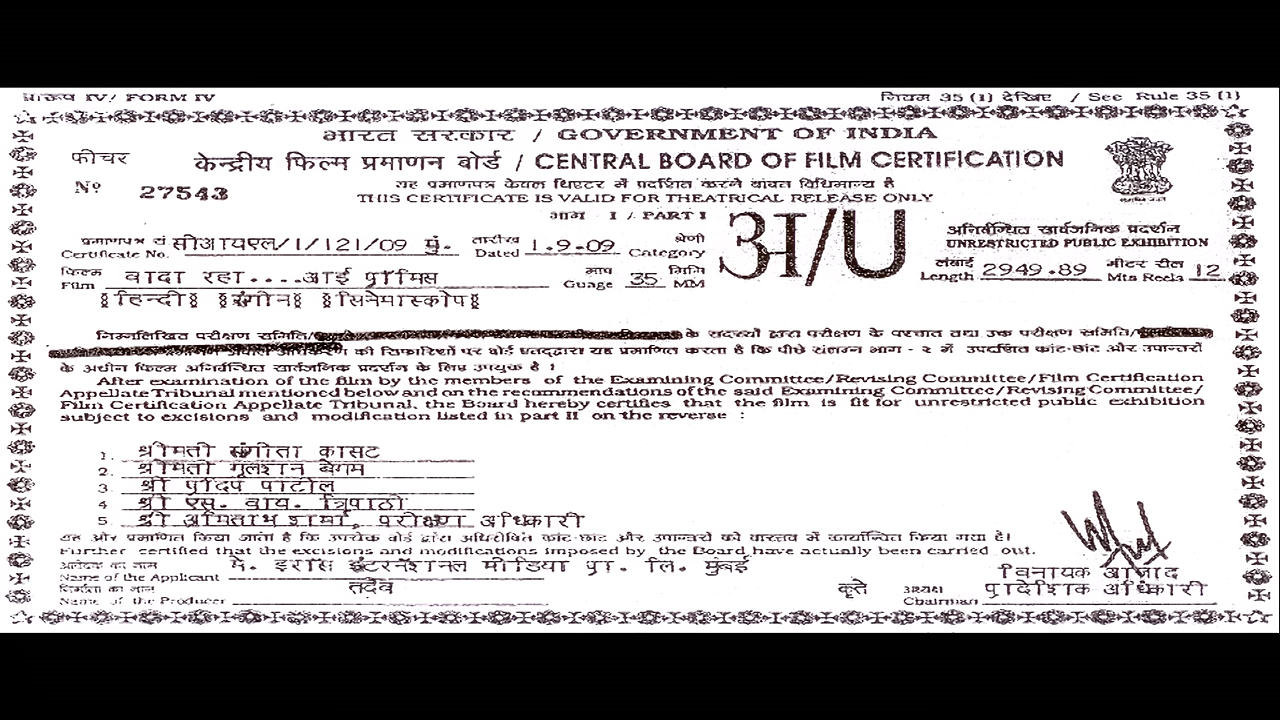 प्रारूप IV/ FORM IV
नियम 35 (1) देखिए / See Rule 35 (1)
भारत सरकार / GOVERNMENT OF INDIA
फीचर
केन्द्रीय फिल्म प्रमाणन बोर्ड / CENTRAL BOARD OF FILM CERTIFICATION
Nº 27543
यह प्रमाणपत्र केवल थिएटर में प्रदर्शित करने बाबत विधिमान्य है
THIS CERTIFICATE IS VALID FOR THEATRICAL RELEASE ONLY
भाग I / PART I
अ/U
प्रमाणपत्र सं सीआयएल/1/121/09 मुं. तारीख 1.9.09 श्रेणी
Certificate No. Dated Category
अनिर्बन्धित सार्वजनिक प्रदर्शन
UNRESTRICTED PUBLIC EXHIBITION
फिल्म वादा रहा....आई प्रॉमिस माप 35 मिमि
Film Guage MM
लंबाई 2949.89 मीटर रील 12
Length Mts Reels
हिन्दी रंगीन सिनेमास्कोप
निम्नलिखित परीक्षण समिति/ के सदस्यों द्वारा परीक्षण के पश्चात तथा उक्त परीक्षण समिति/
की सिफारिशों पर बोर्ड एतद्द्वारा यह प्रमाणित करता है कि पीछे संलग्न भाग - २ में उपदर्शित कांट-छांट और उपान्तरों
के अधीन फिल्म अनिर्बन्धित सार्वजनिक प्रदर्शन के लिए उपयुक्त है ।
After examination of the film by the members of the Examining Committee/Revising Committee/Film Certification
Appellate Tribunal mentioned below and on the recommendations of the said Examining Committee/Revising Committee/
Film Certification Appellate Tribunal, the Board hereby certifies that the film is fit for unrestricted public exhibition
subject to excisions and modification listed in part II on the reverse :
1. श्रीमती संगीता कासट
2. श्रीमती गुलशान बेगम
3 श्री प्रदिप पाटील
4 श्री एस. वाय. त्रिपाठी
5 श्री अमिताभ शर्मा, परीक्षण अधिकारी
यह और प्रमाणित किया जाता है कि उपरोक्त बोर्ड द्वारा अधिरोपित कांट-छांट और उपान्तरों को वास्तव में कार्यान्वित किया गया है।
Further certified that the excisions and modifications imposed by the Board have actually been carried out.
आवेदक का नाम मे. इरास इंटरनॅशनल मीडिया प्रा. लि. मुंबई
Name of the Applicant
विनायक आजाद
निर्माता का नाम तदैव
Name of the Producer
कृते अध्यक्ष प्रादेशिक अधिकारी
Chairman